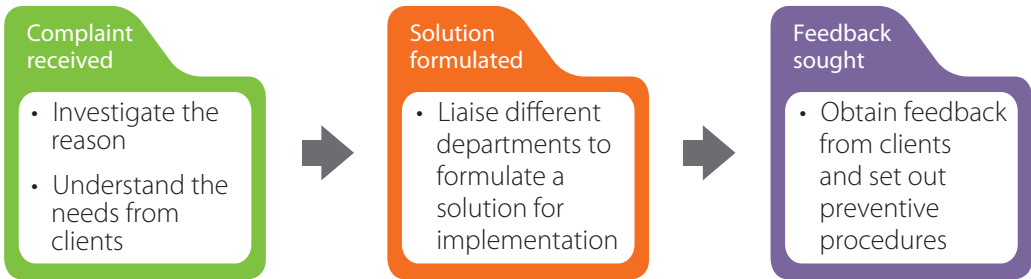 Complaint
received
• Investigate the
reason
• Understand the
needs from
clients
Solution
formulated
• Liaise different
departments to
formulate a
solution for
implementation
Feedback
sought
• Obtain feedback
from clients
and set out
preventive
procedures